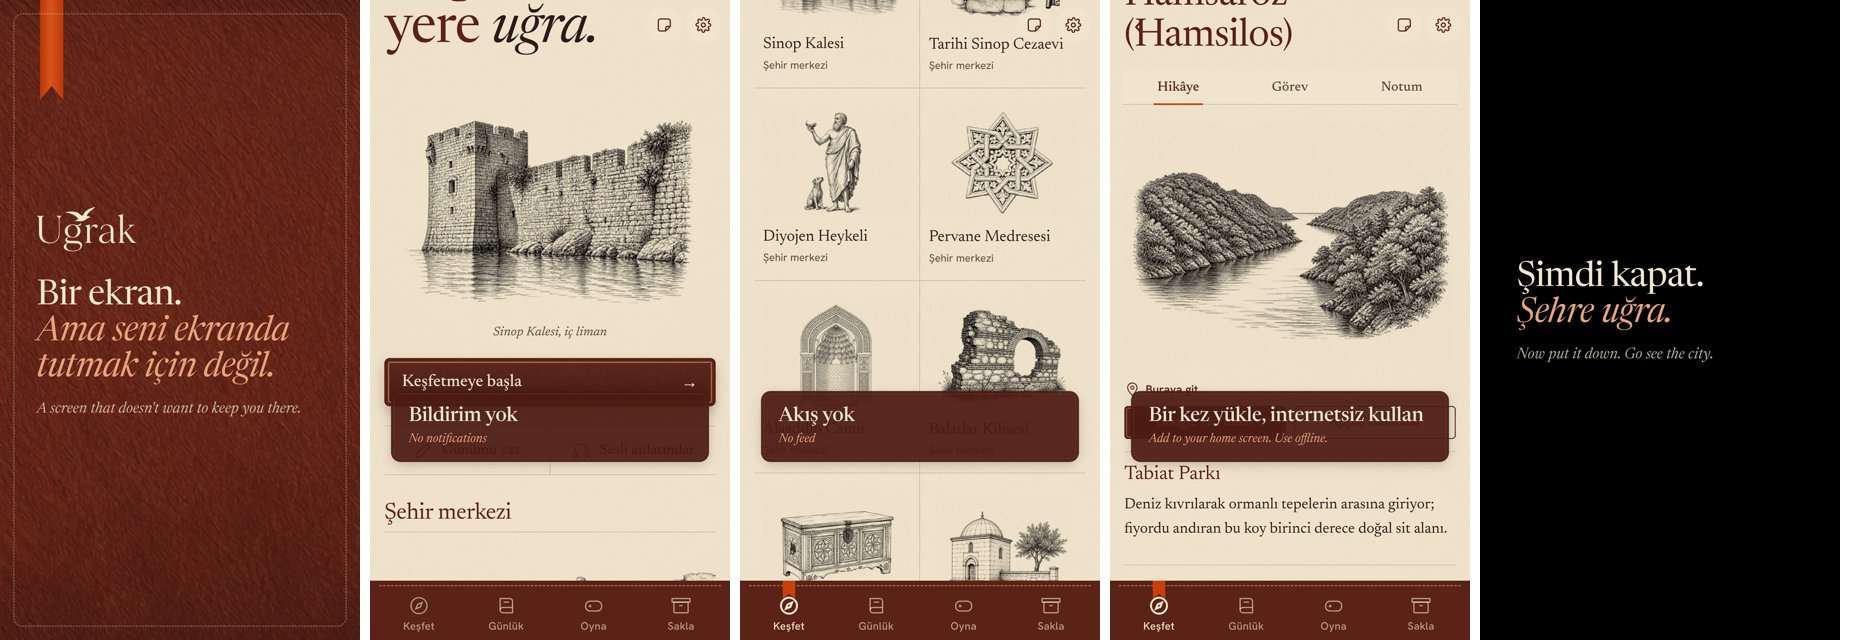 Uğrak
Bir ekran.
Ama seni ekranda
tutmak için değil.
A screen that doesn't want to keep you there.
yere uğra.
Sinop Kalesi, iç liman
Keşfetmeye başla →
Bildirim yok
No notifications
Günümü yaz
Sesli anlatımlar
Şehir merkezi
Keşfet
Günlük
Oyna
Sakla
Sinop Kalesi
Şehir merkezi
Tarihi Sinop Cezaevi
Şehir merkezi
Diyojen Heykeli
Şehir merkezi
Pervane Medresesi
Şehir merkezi
Akış yok
No feed
Alaaddin Camii
Balatlar Kilisesi
Keşfet
Günlük
Oyna
Sakla
(Hamsilos)
Hikâye
Görev
Notum
Buraya git
Bir kez yükle, internetsiz kullan
Add to your home screen. Use offline.
Tabiat Parkı
Deniz kıvrılarak ormanlı tepelerin arasına giriyor;
fiyordu andıran bu koy birinci derece doğal sit alanı.
Keşfet
Günlük
Oyna
Sakla
Şimdi kapat.
Şehre uğra.
Now put it down. Go see the city.